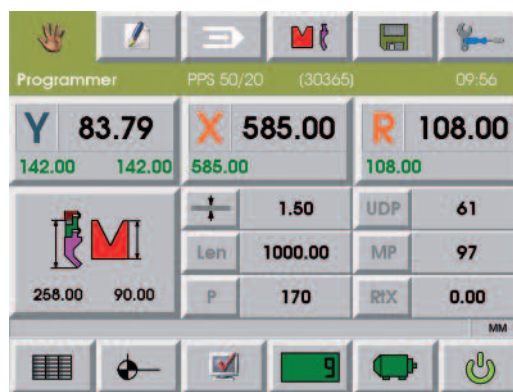 Programmer PPS 50/20 (30365) 09:56
Y 83.79 X 585.00 R 108.00
142.00 142.00 585.00 108.00
1.50 UDP 61
Len 1000.00 MP 97
258.00 90.00 P 170 RtX 0.00
MM
9